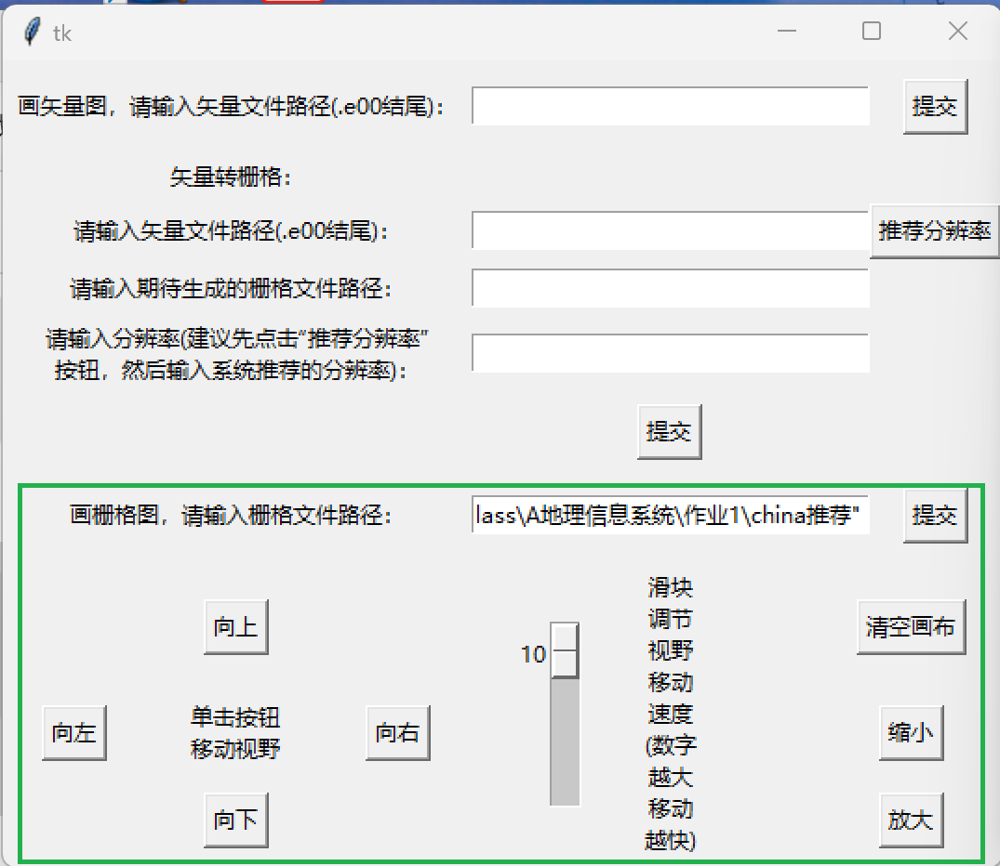 tk
画矢量图，请输入矢量文件路径(.e00结尾)：
提交
矢量转栅格：
请输入矢量文件路径(.e00结尾)：
推荐分辨率
请输入期待生成的栅格文件路径：
请输入分辨率(建议先点击“推荐分辨率”
按钮，然后输入系统推荐的分辨率)：
提交
画栅格图，请输入栅格文件路径：
lass\A地理信息系统\作业1\china推荐"
提交
向上
向左
单击按钮
移动视野
向右
向下
10
滑块
调节
视野
移动
速度
(数字
越大
移动
越快)
清空画布
缩小
放大